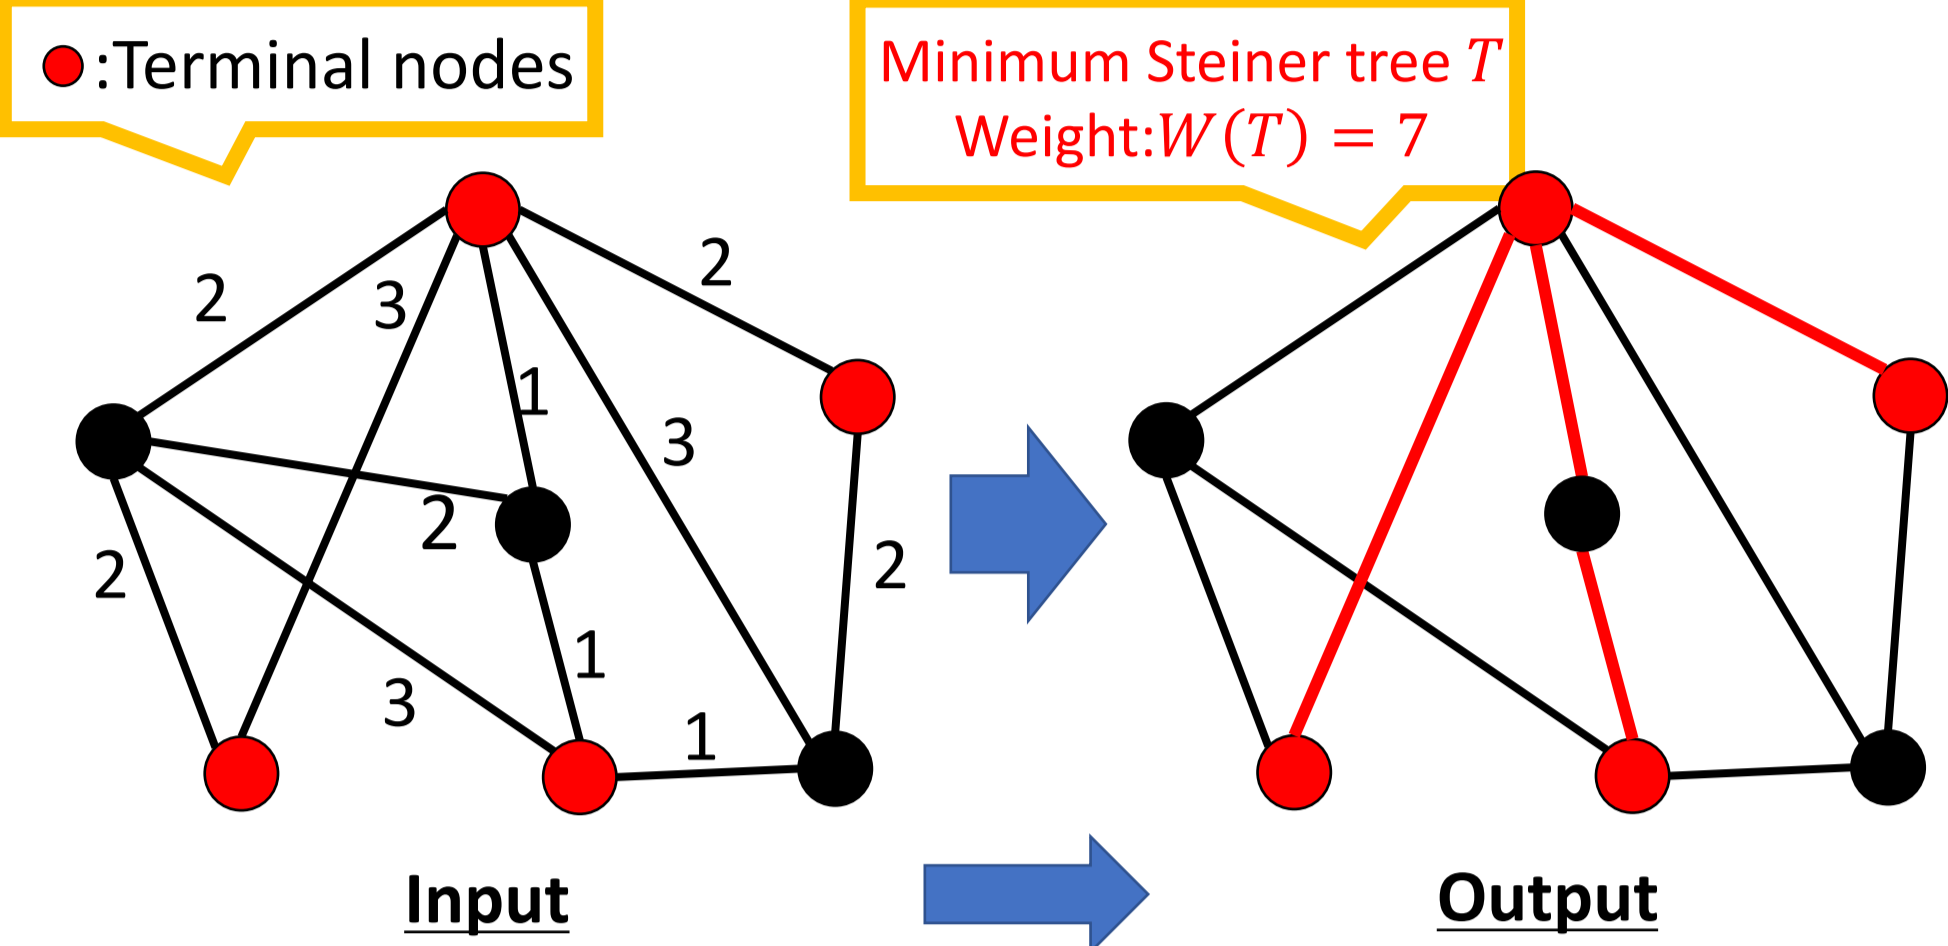 :Terminal nodes
Minimum Steiner tree T
Weight:W(T) = 7
2
3
2
1
3
2
2
2
1
3
1
Input
Output